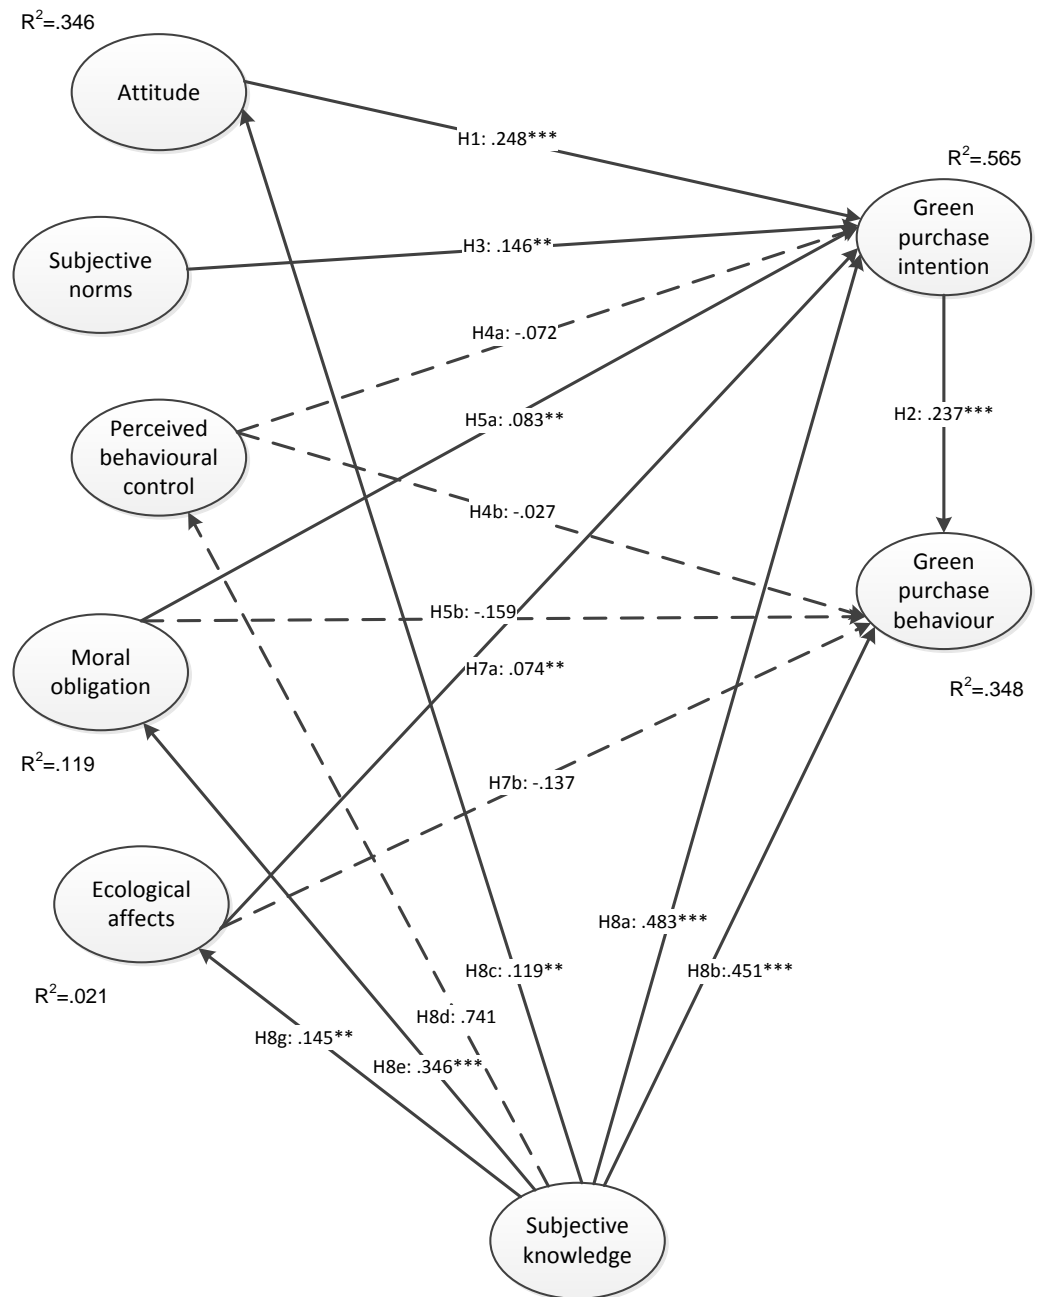 R²=.346
Attitude
H1: .248***
R²=.565
Green
purchase
intention
Subjective
norms
H3: .146**
H4a: -.072
Perceived
behavioural
control
H5a: .083**
H2: .237***
H4b: -.027
Green
purchase
behaviour
H5b: -.159
Moral
obligation
H7a: .074**
R²=.348
R²=.119
H7b: -.137
Ecological
affects
H8a: .483***
H8c: .119**
H8b:.451***
R²=.021
H8d: .741
H8g: .145**
H8e: .346***
Subjective
knowledge